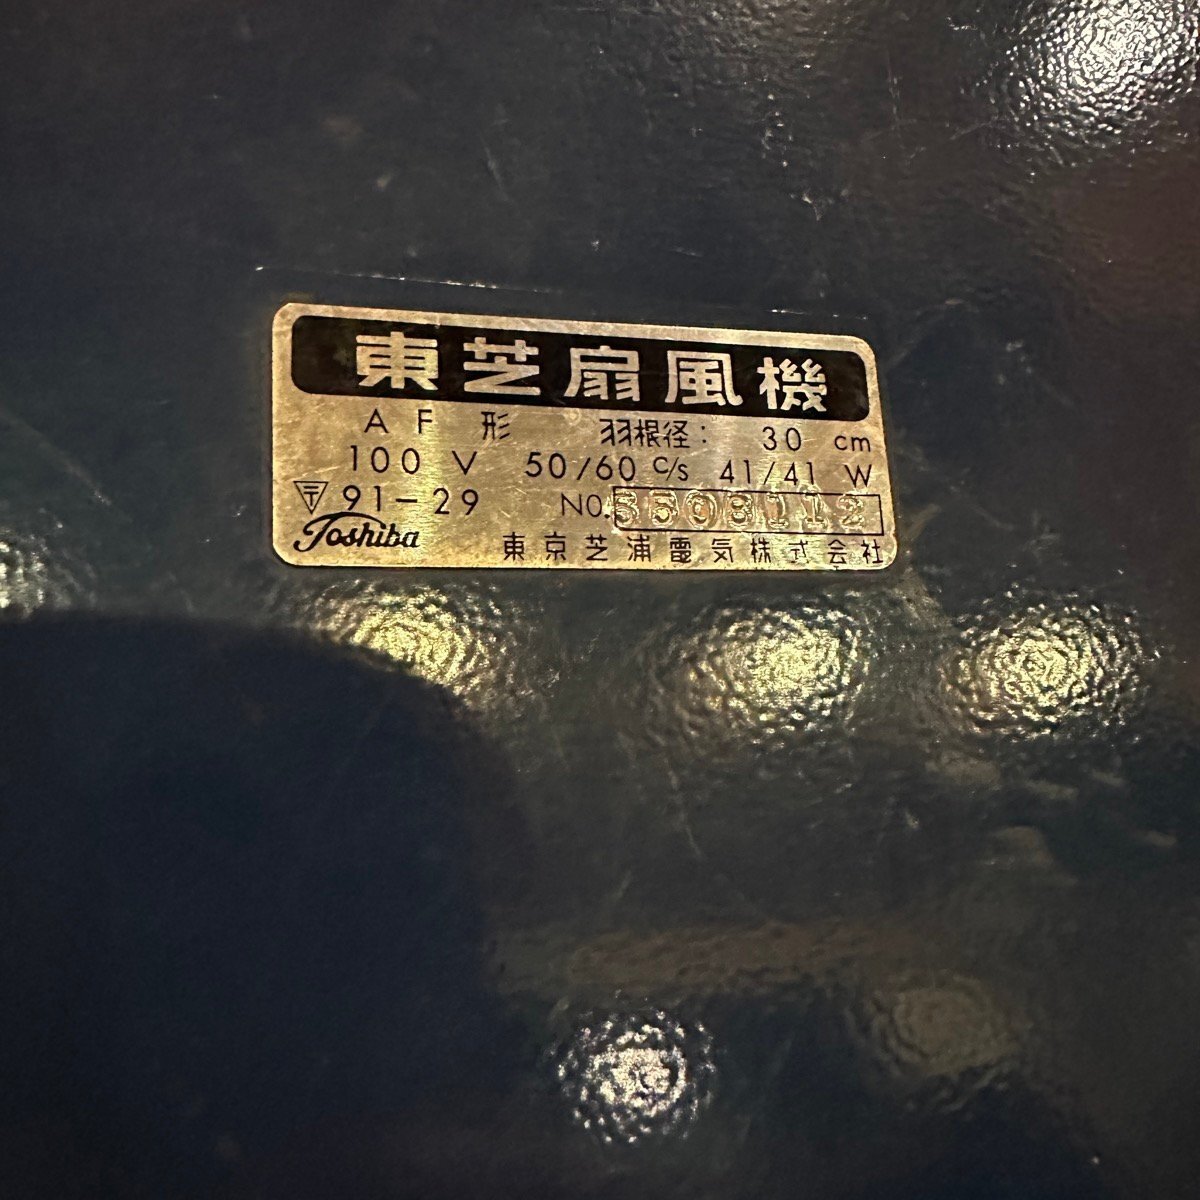 東芝扇風機
AF形 羽根径: 30 cm
100 V 50/60 c/s 41/41 W
〒 91-29 NO. 5508112
Toshiba 東京芝浦電気株式会社